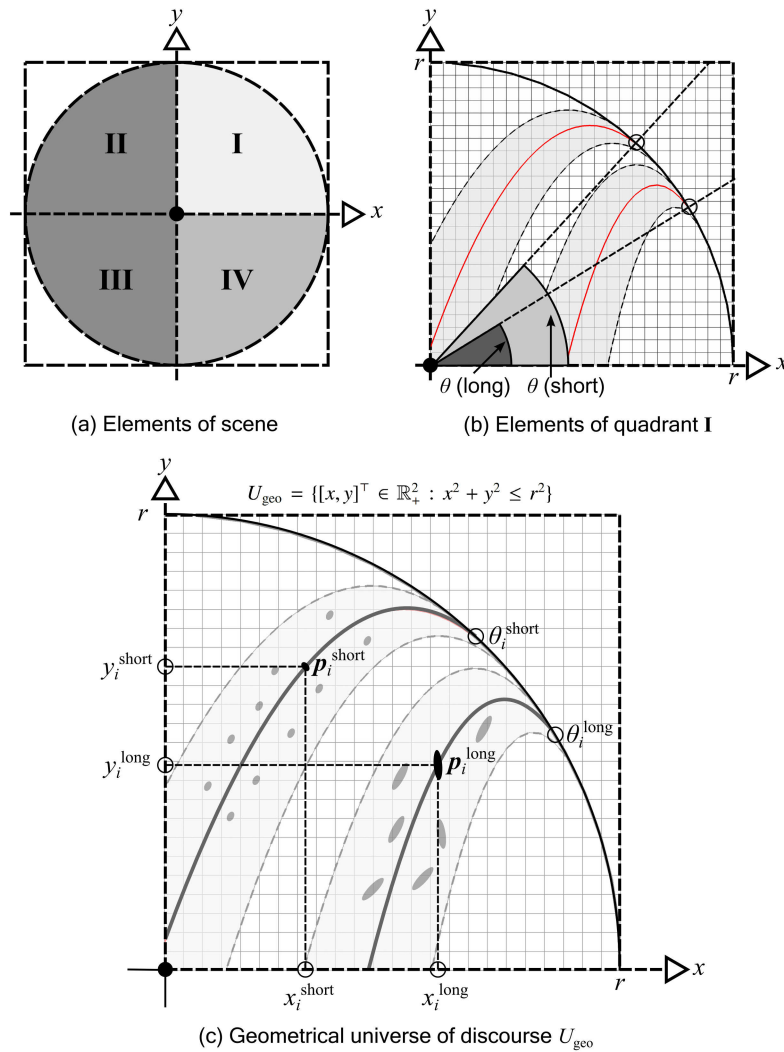 y
II
I
x
III
IV
(a) Elements of scene
y
r
r
x
θ (long)
θ (short)
(b) Elements of quadrant I
y
U_geo = {[x, y]^⊤ ∈ ℝ²₊ : x² + y² ≤ r²}
r
θ_i^short
y_i^short
p_i^short
θ_i^long
y_i^long
p_i^long
x
r
x_i^short
x_i^long
(c) Geometrical universe of discourse U_geo